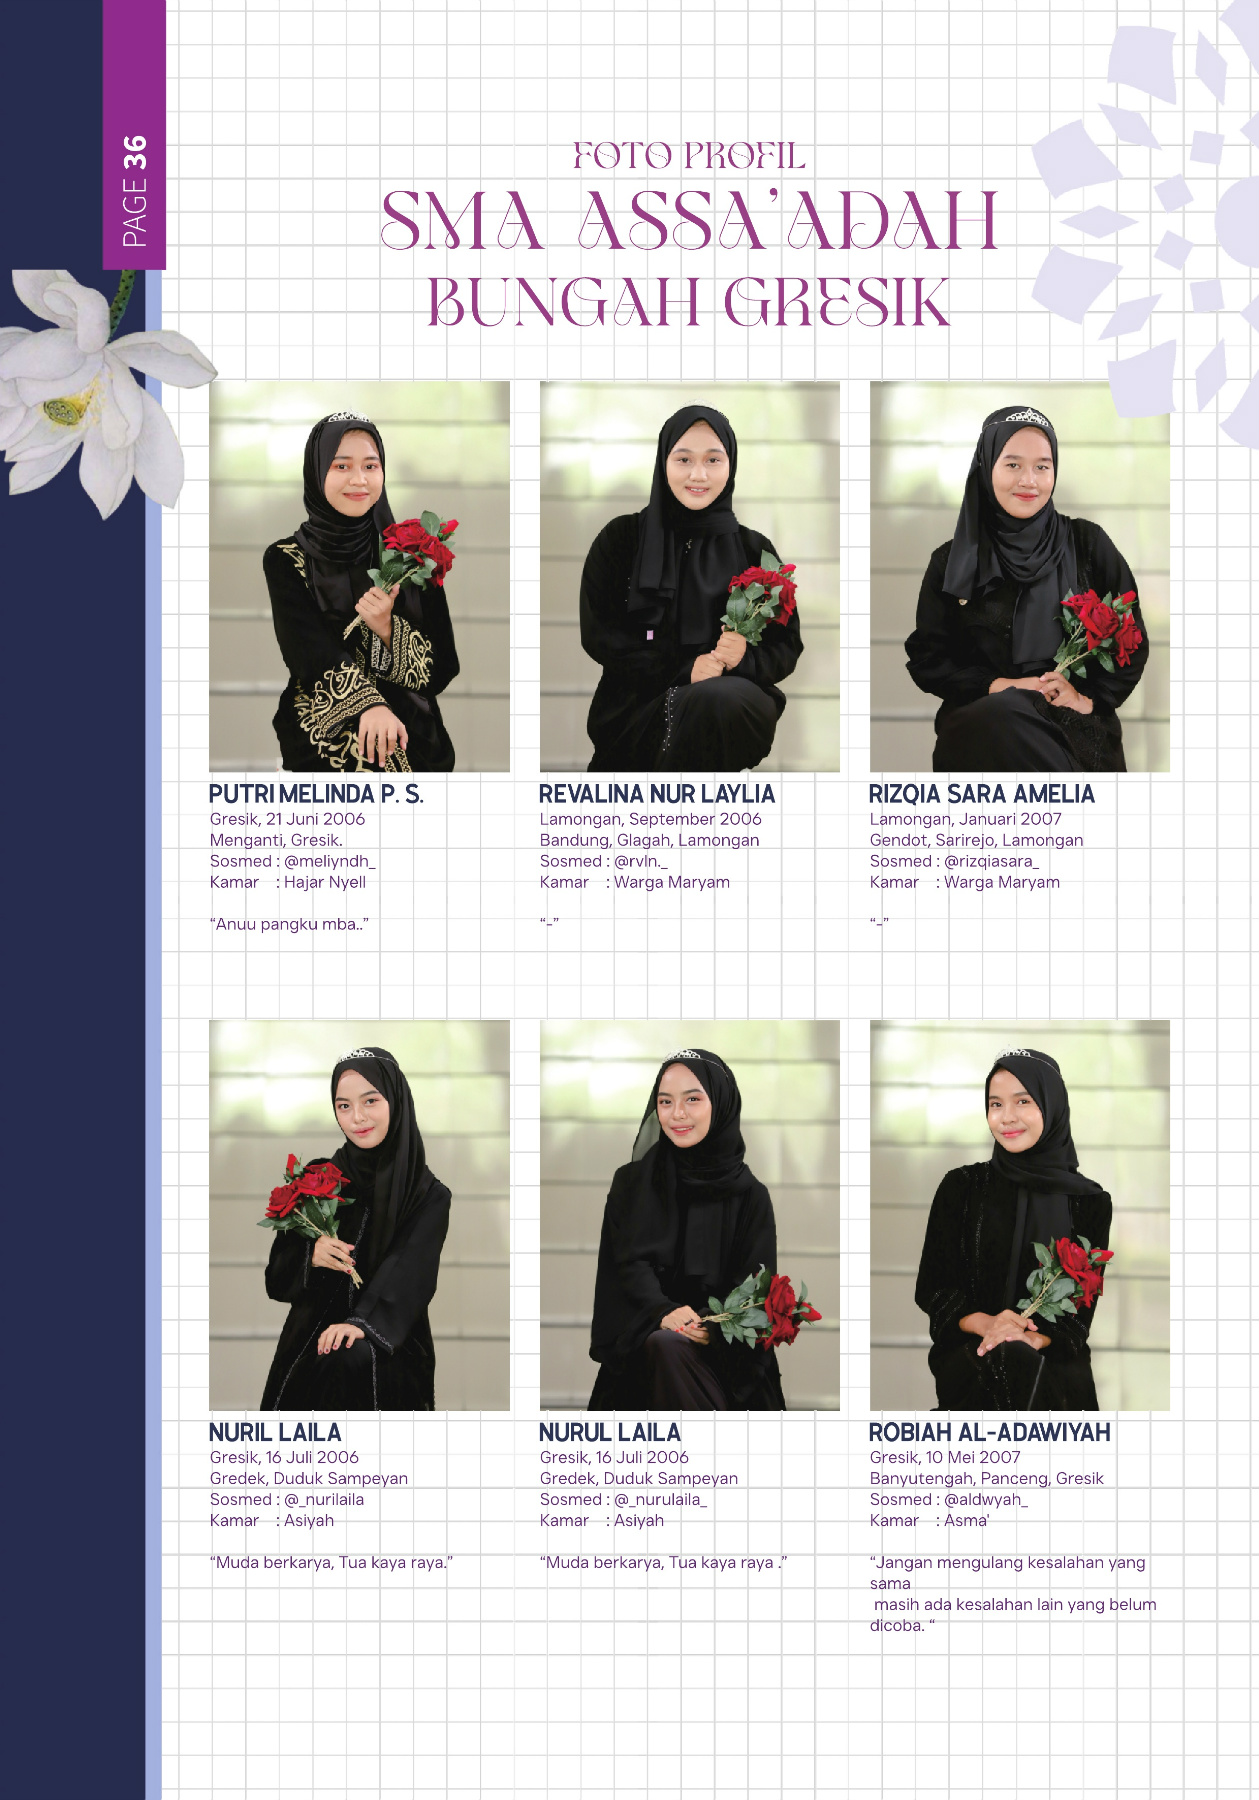 PAGE 36
FOTO PROFIL
SMA ASSA'ADAH
BUNGAH GRESIK
PUTRI MELINDA P. S.
Gresik, 21 Juni 2006
Menganti, Gresik.
Sosmed : @meliyndh_
Kamar : Hajar Nyell
“Anuu pangku mba..”
REVALINA NUR LAYLIA
Lamongan, September 2006
Bandung, Glagah, Lamongan
Sosmed : @rvln._
Kamar : Warga Maryam
“-”
RIZQIA SARA AMELIA
Lamongan, Januari 2007
Gendot, Sarirejo, Lamongan
Sosmed : @rizqiasara_
Kamar : Warga Maryam
“-”
NURIL LAILA
Gresik, 16 Juli 2006
Gredek, Duduk Sampeyan
Sosmed : @_nurilaila
Kamar : Asiyah
“Muda berkarya, Tua kaya raya.”
NURUL LAILA
Gresik, 16 Juli 2006
Gredek, Duduk Sampeyan
Sosmed : @_nurulaila_
Kamar : Asiyah
“Muda berkarya, Tua kaya raya .”
ROBIAH AL-ADAWIYAH
Gresik, 10 Mei 2007
Banyutengah, Panceng, Gresik
Sosmed : @aldwyah_
Kamar : Asma'
“Jangan mengulang kesalahan yang
sama
masih ada kesalahan lain yang belum
dicoba. “